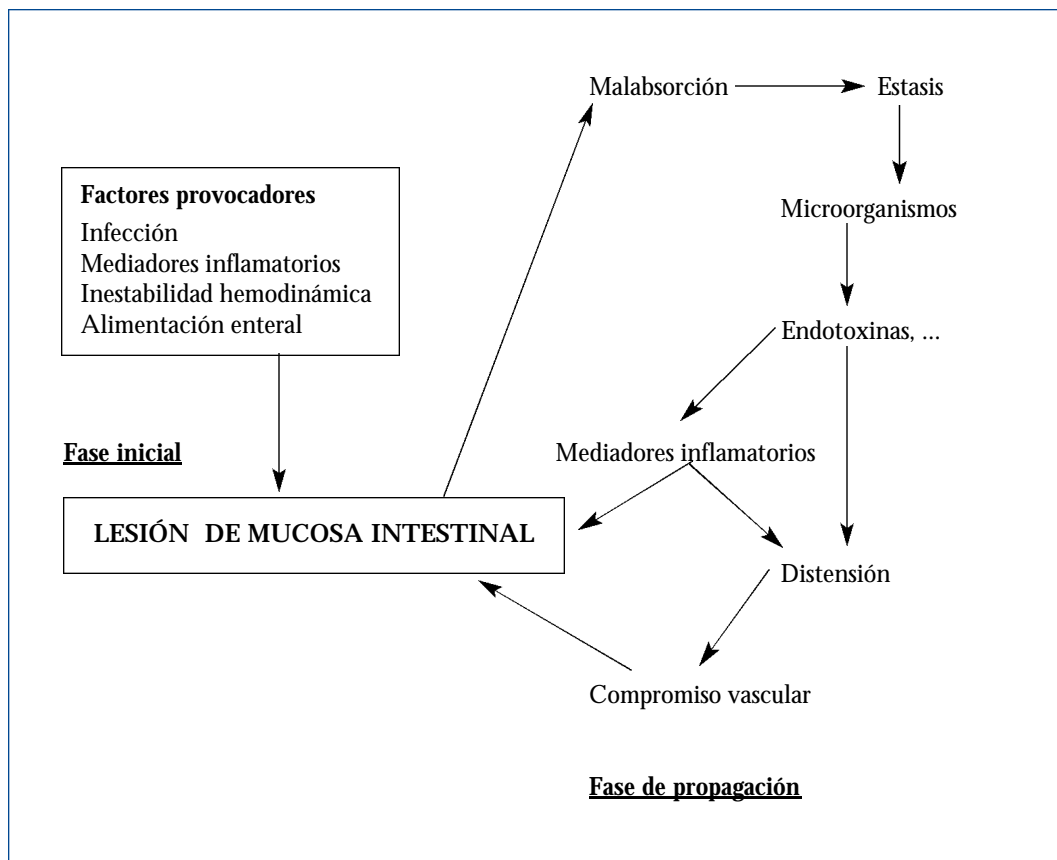 Malabsorción
Estasis
Factores provocadores
Infección
Mediadores inflamatorios
Inestabilidad hemodinámica
Alimentación enteral
Microorganismos
Endotoxinas, ...
Fase inicial
Mediadores inflamatorios
LESIÓN DE MUCOSA INTESTINAL
Distensión
Compromiso vascular
Fase de propagación